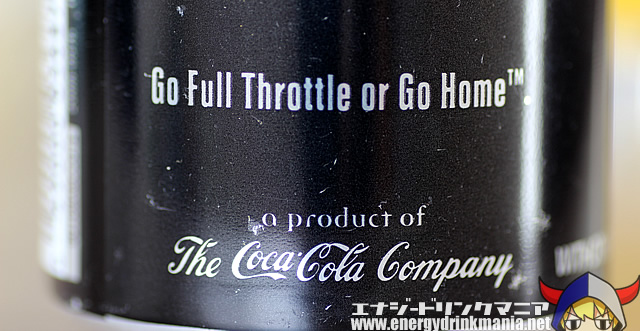 Go Full Throttle or Go Home™
a product of
The Coca-Cola Company
エナジードリンクマニア
www.energydrinkmania.net